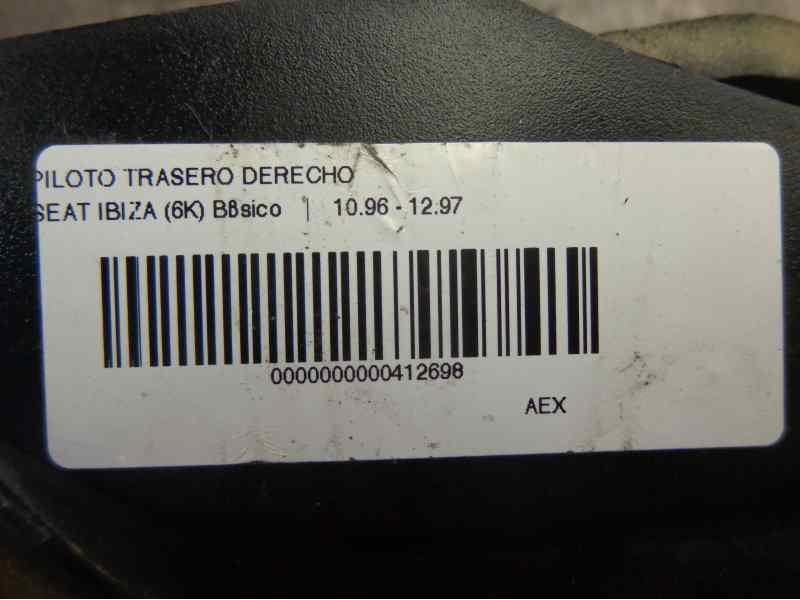 PILOTO TRASERO DERECHO
SEAT IBIZA (6K) Bßsico | 10.96 - 12.97
0000000000412698
AEX